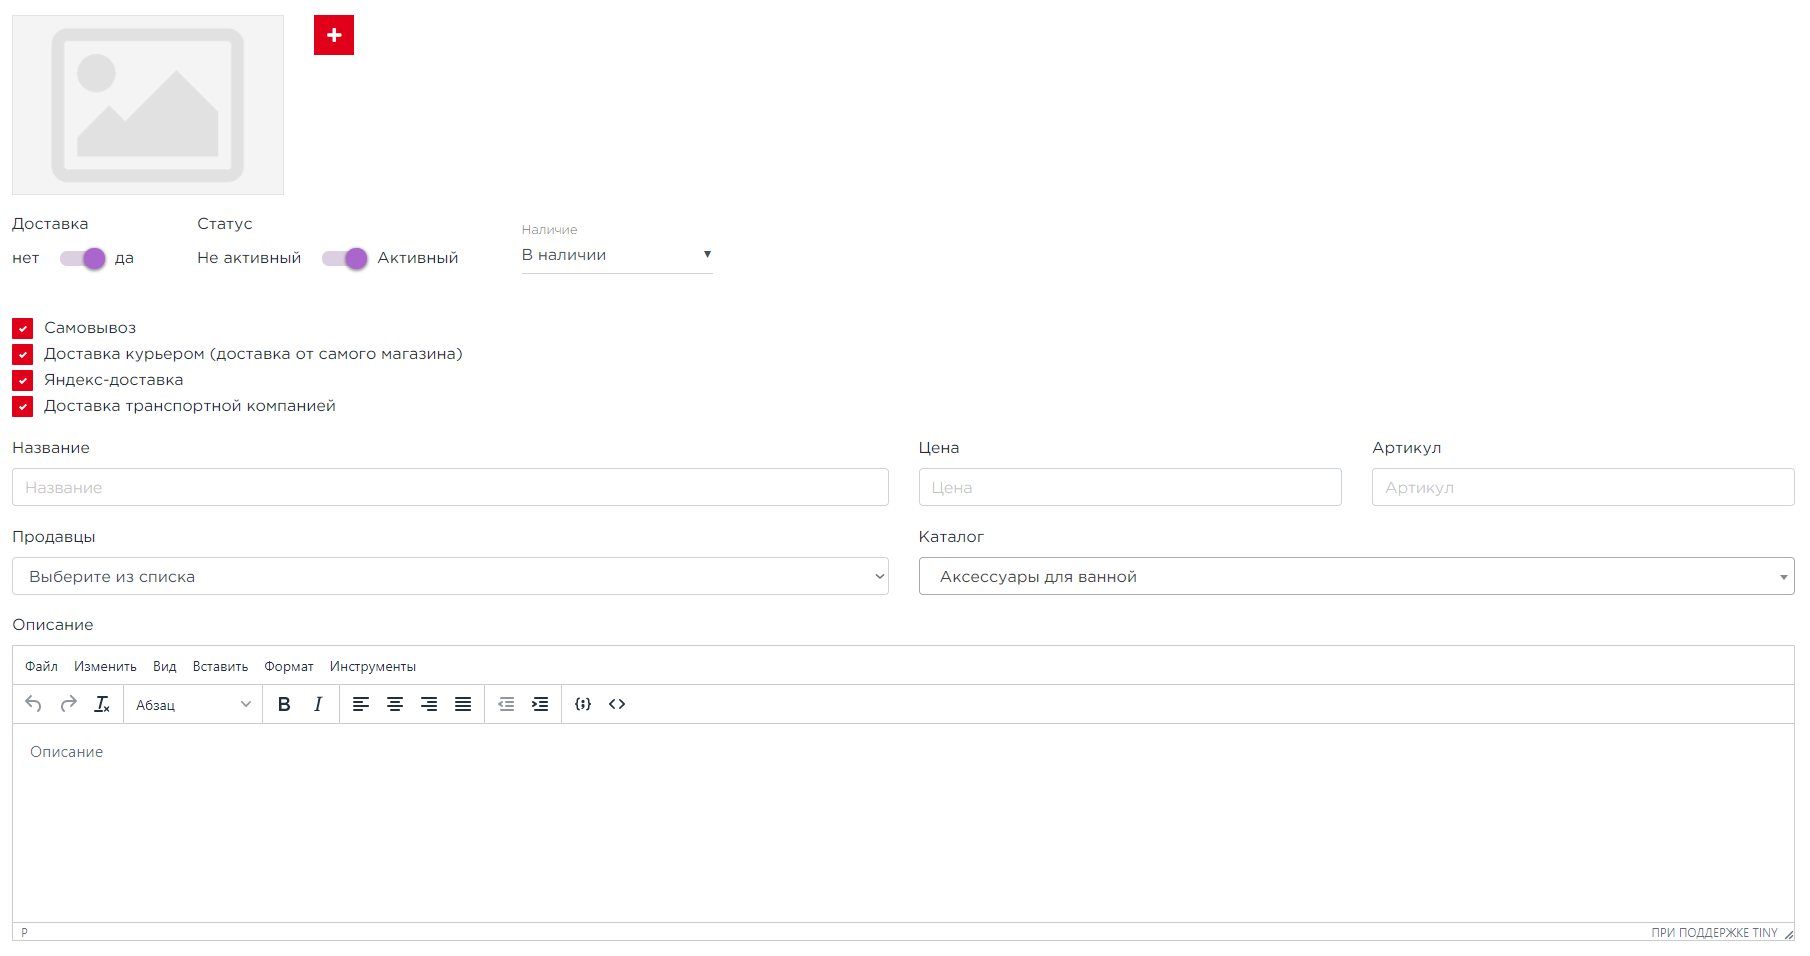 Доставка
Статус
Наличие
нет да
Не активный Активный
В наличии
Самовывоз
Доставка курьером (доставка от самого магазина)
Яндекс-доставка
Доставка транспортной компанией
Название
Цена
Артикул
Название
Цена
Артикул
Продавцы
Каталог
Выберите из списка
Аксессуары для ванной
Описание
Файл Изменить Вид Вставить Формат Инструменты
Абзац
Описание
P
ПРИ ПОДДЕРЖКЕ TINY